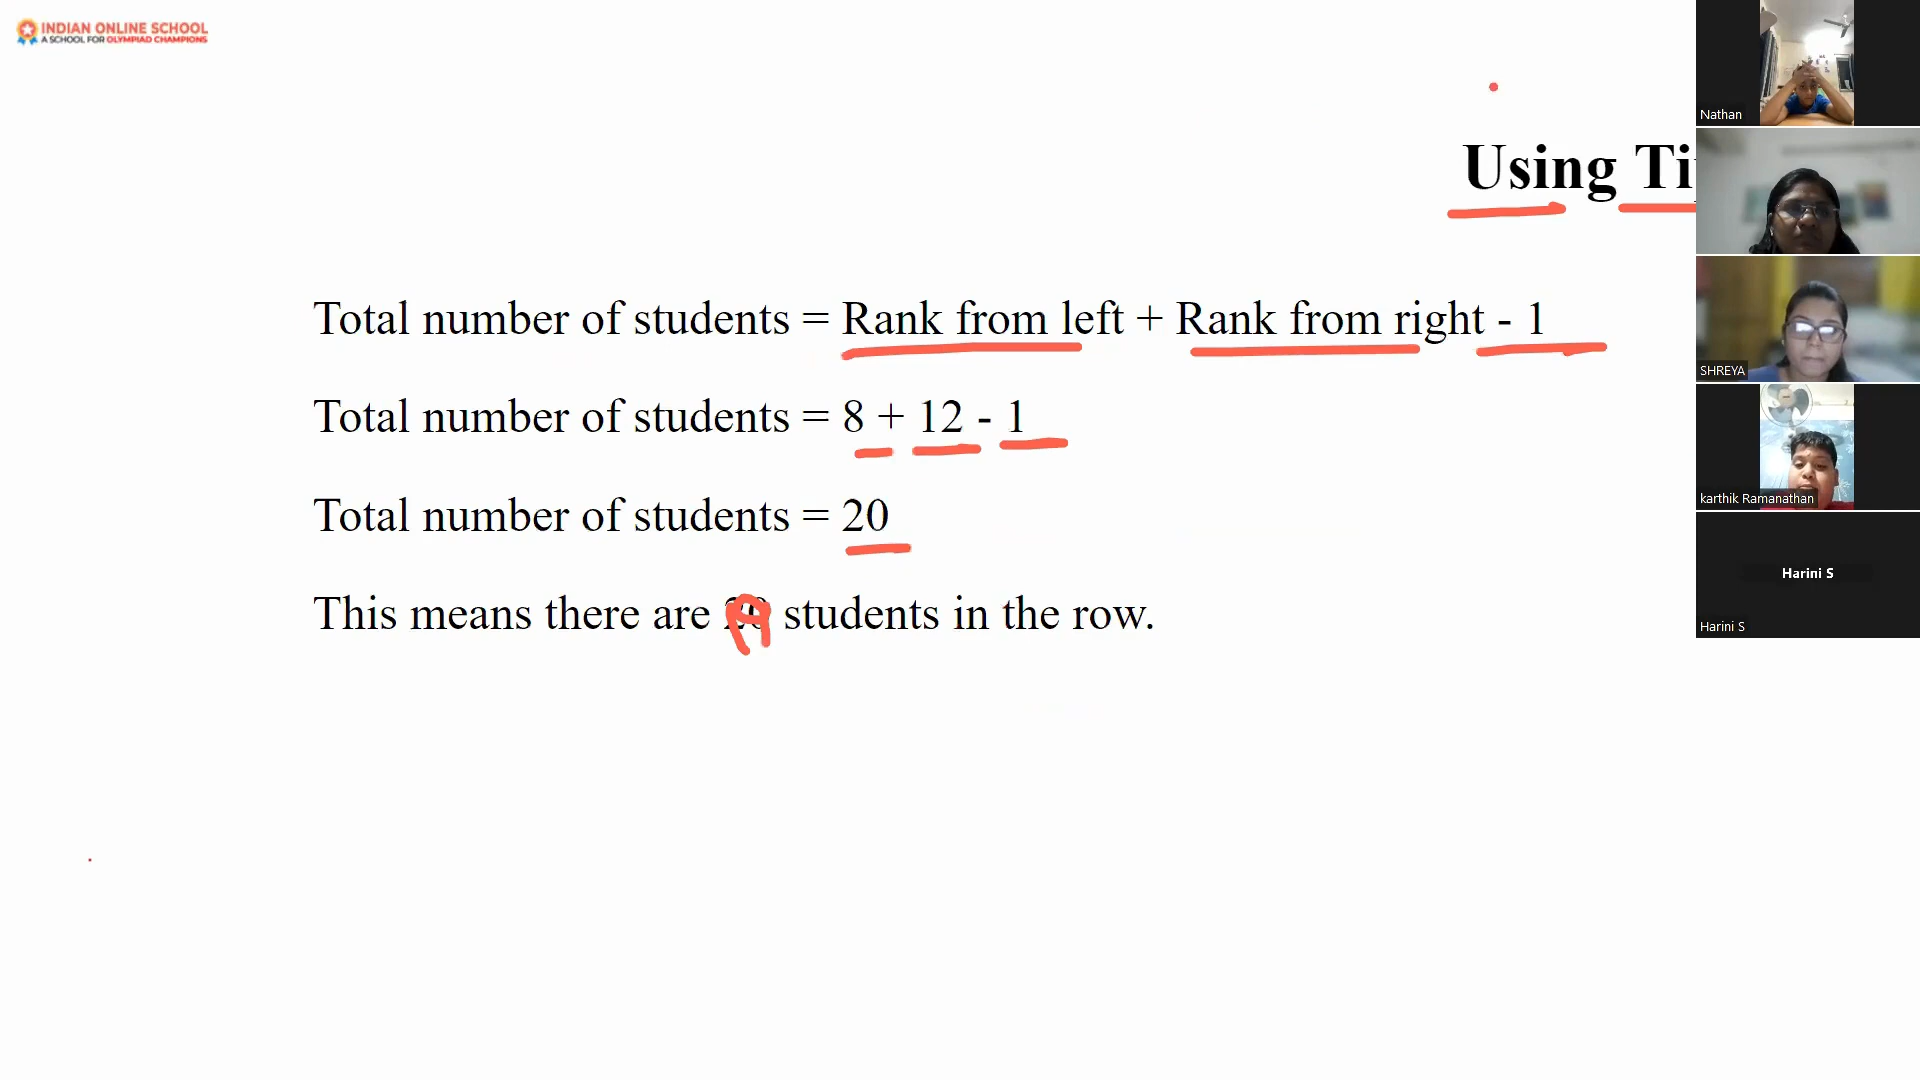 INDIAN ONLINE SCHOOL
A SCHOOL FOR OLYMPIAD CHAMPIONS
Using
Total number of students = Rank from left + Rank from right - 1
Total number of students = 8 + 12 - 1
Total number of students = 20
This means there are 20 students in the row.
Nathan
SHREYA
karthik Ramanathan
Harini S
Harini S